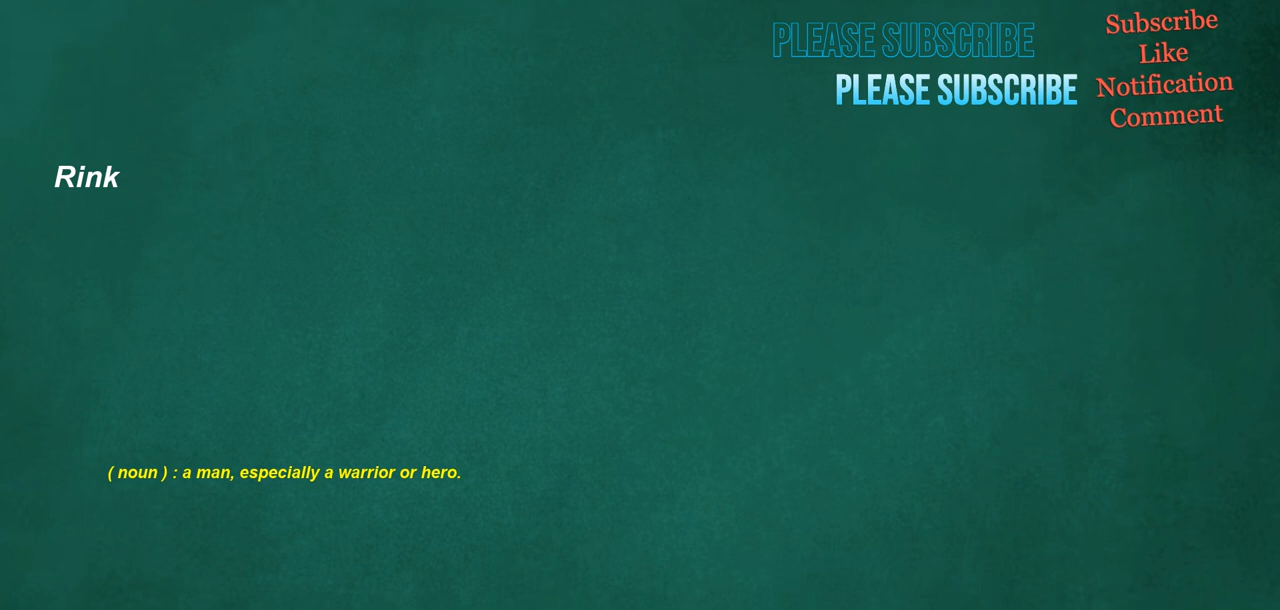 PLEASE SUBSCRIBE
PLEASE SUBSCRIBE
Subscribe
Like
Notification
Comment
Rink
( noun ) : a man, especially a warrior or hero.